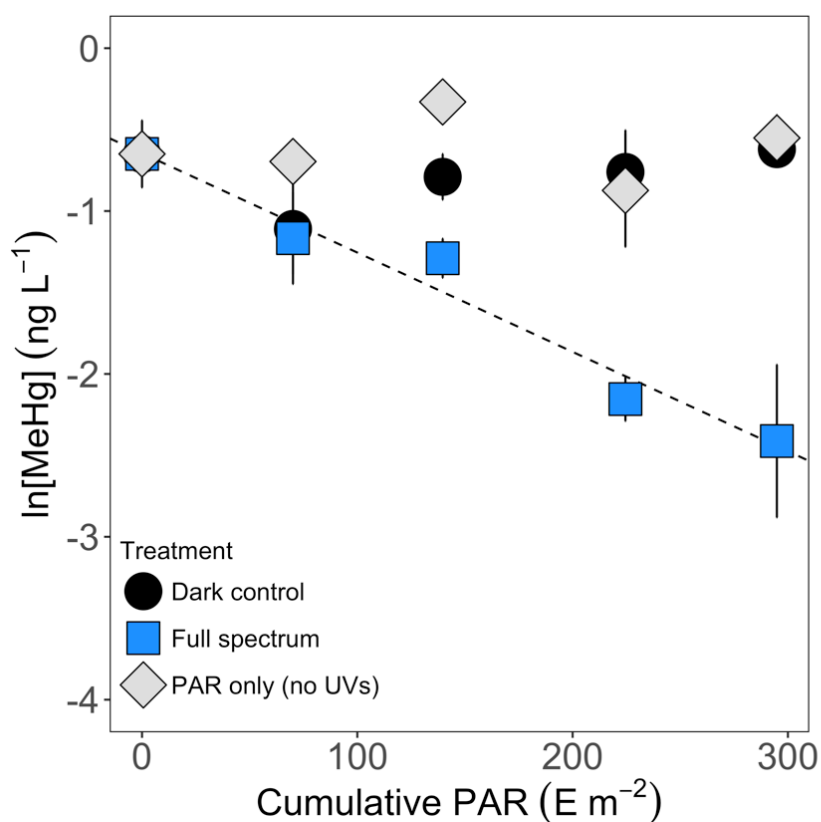 ln[MeHg] (ng L⁻¹)
0
-1
-2
-3
-4
Treatment
Dark control
Full spectrum
PAR only (no UVs)
0 100 200 300
Cumulative PAR (E m⁻²)